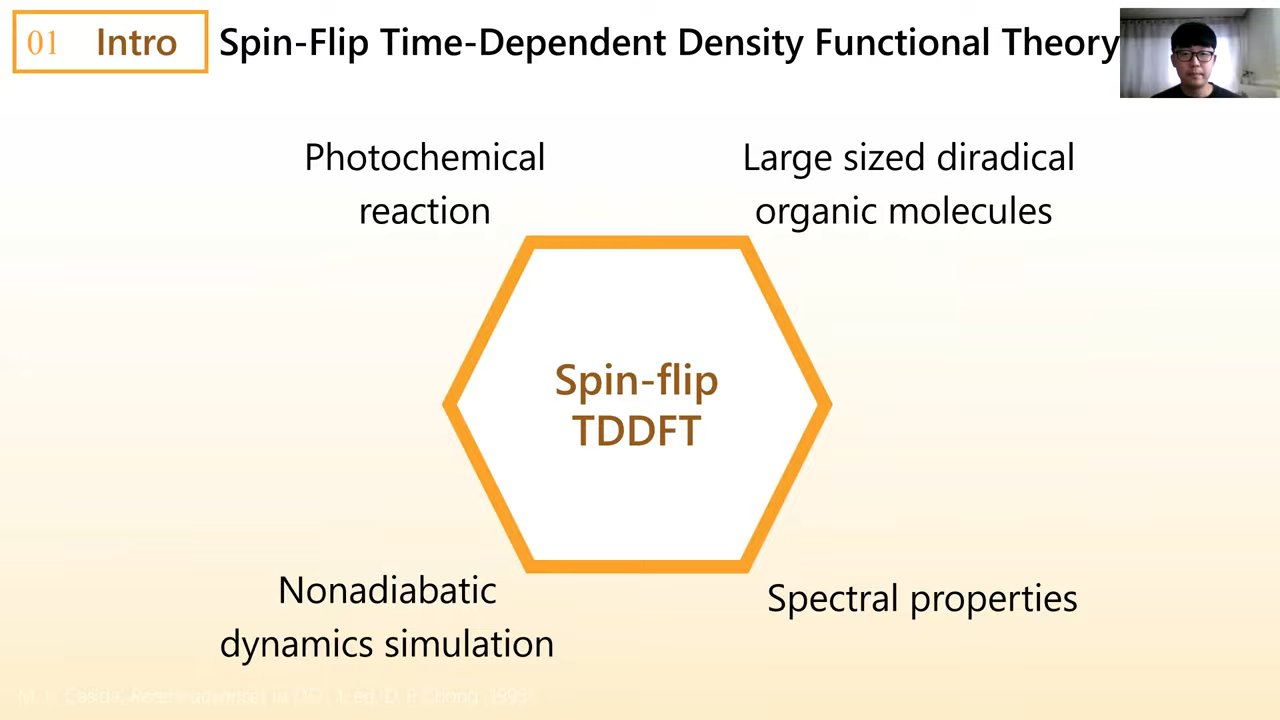 01 Intro Spin-Flip Time-Dependent Density Functional Theory
Photochemical
reaction
Large sized diradical
organic molecules
Spin-flip
TDDFT
Nonadiabatic
dynamics simulation
Spectral properties